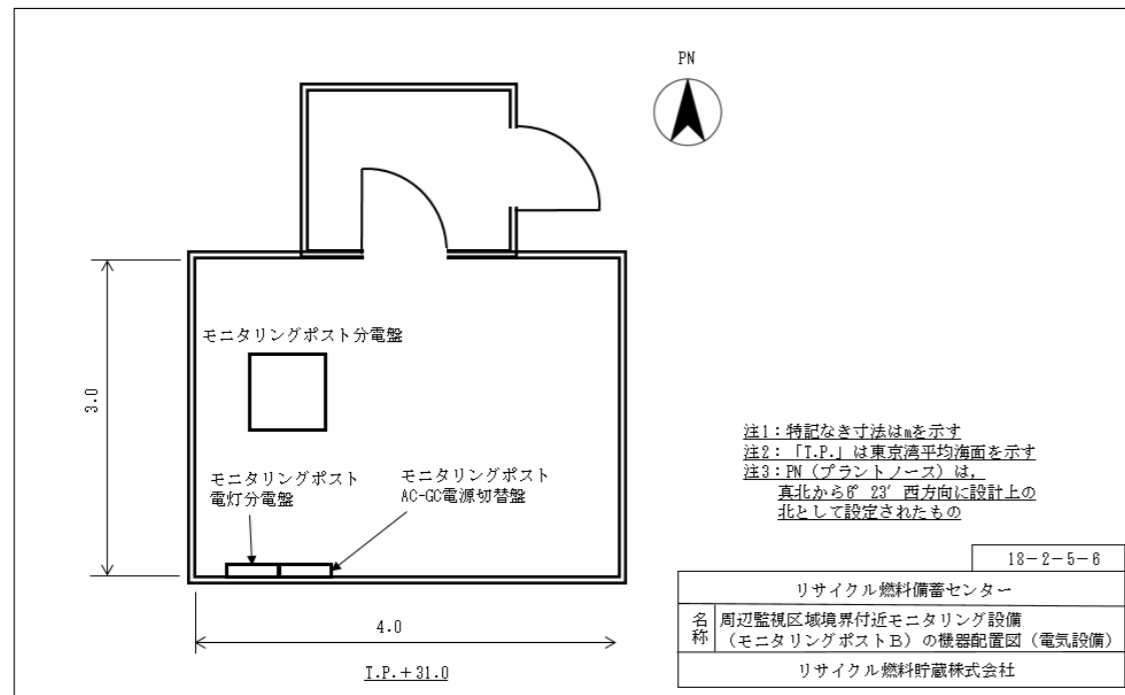 PN
モニタリングポスト分電盤
3.0
モニタリングポスト
電灯分電盤
モニタリングポスト
AC-GC電源切替盤
4.0
T.P.+31.0
注1：特記なき寸法はmを示す
注2：「T.P.」は東京湾平均海面を示す
注3：PN（プラントノース）は，
真北から6°23′西方向に設計上の
北として設定されたもの
18－2－5－6
リサイクル燃料備蓄センター
名称
周辺監視区域境界付近モニタリング設備
（モニタリングポストＢ）の機器配置図（電気設備）
リサイクル燃料貯蔵株式会社